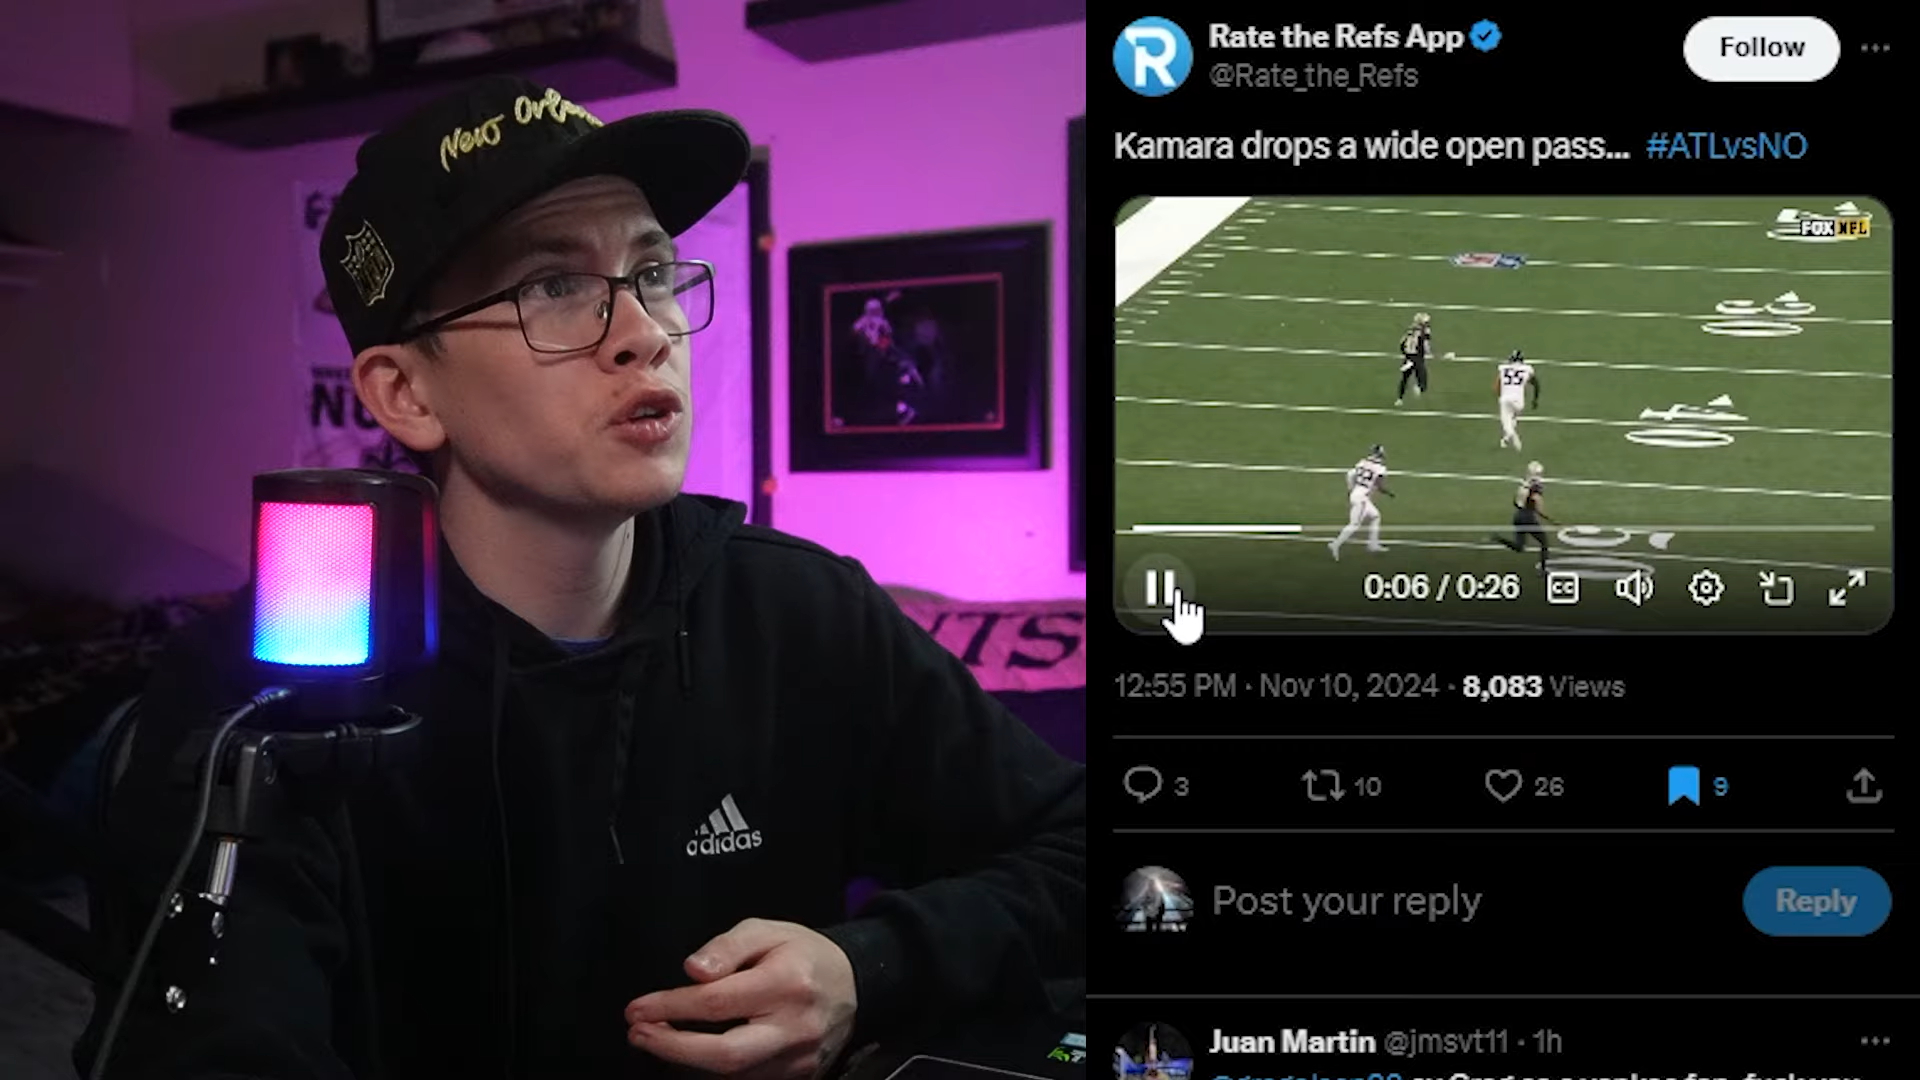 New Orleans
adidas
Rate the Refs App
@Rate_the_Refs
Follow
Kamara drops a wide open pass... #ATLvsNO
FOX NFL
55
0:06 / 0:26
CC
12:55 PM · Nov 10, 2024 · 8,083 Views
3
10
26
9
Post your reply
Reply
Juan Martin @jmsvt11 · 1h